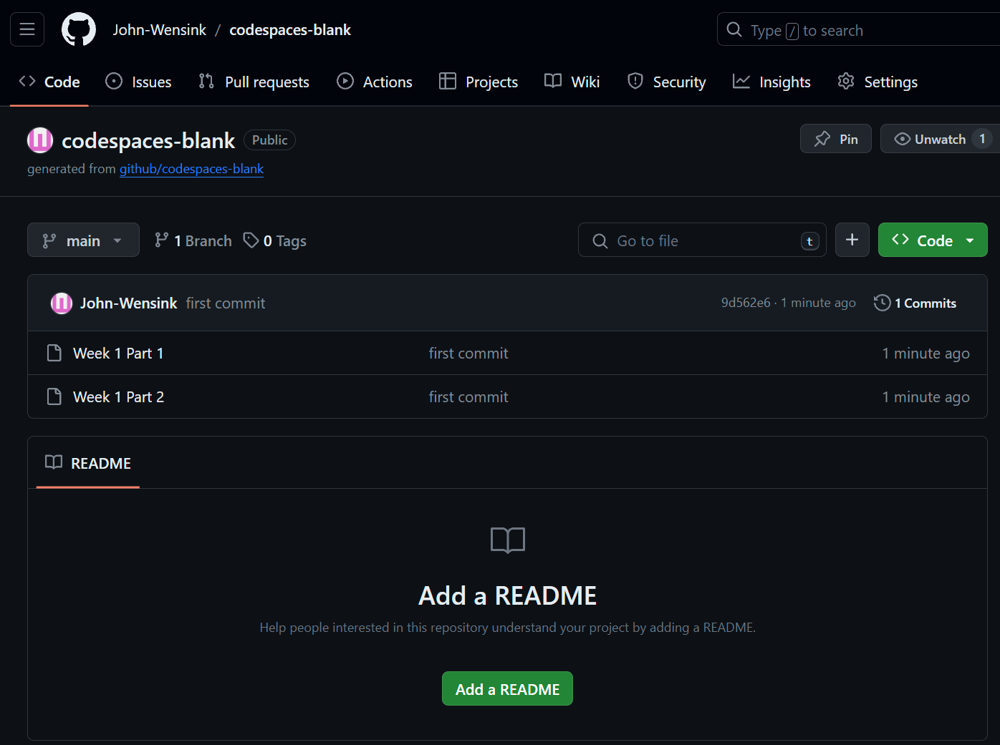 John-Wensink / codespaces-blank
Type / to search
Code Issues Pull requests Actions Projects Wiki Security Insights Settings
codespaces-blank Public
Pin
Unwatch 1
generated from github/codespaces-blank
main
1 Branch
0 Tags
Go to file t
+
Code
John-Wensink first commit
9d562e6 · 1 minute ago
1 Commits
Week 1 Part 1 first commit 1 minute ago
Week 1 Part 2 first commit 1 minute ago
README
Add a README
Help people interested in this repository understand your project by adding a README.
Add a README